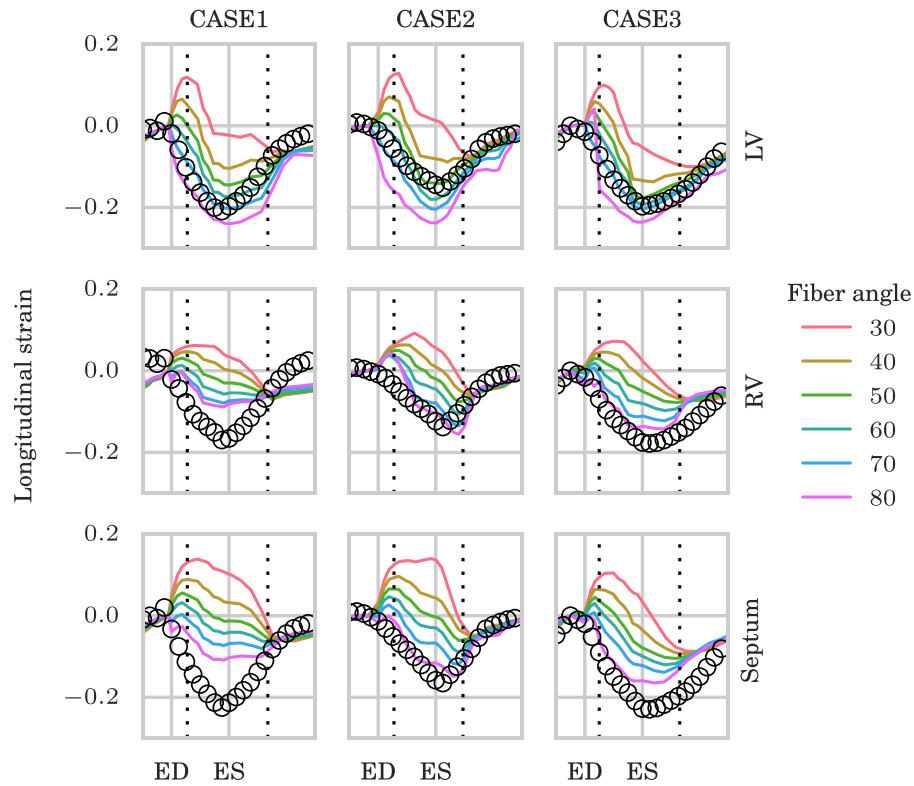 CASE1 CASE2 CASE3
0.2
0.0
−0.2
LV
0.2
0.0
−0.2
RV
0.2
0.0
−0.2
Septum
Longitudinal strain
ED ES ED ES ED ES
Fiber angle
30
40
50
60
70
80